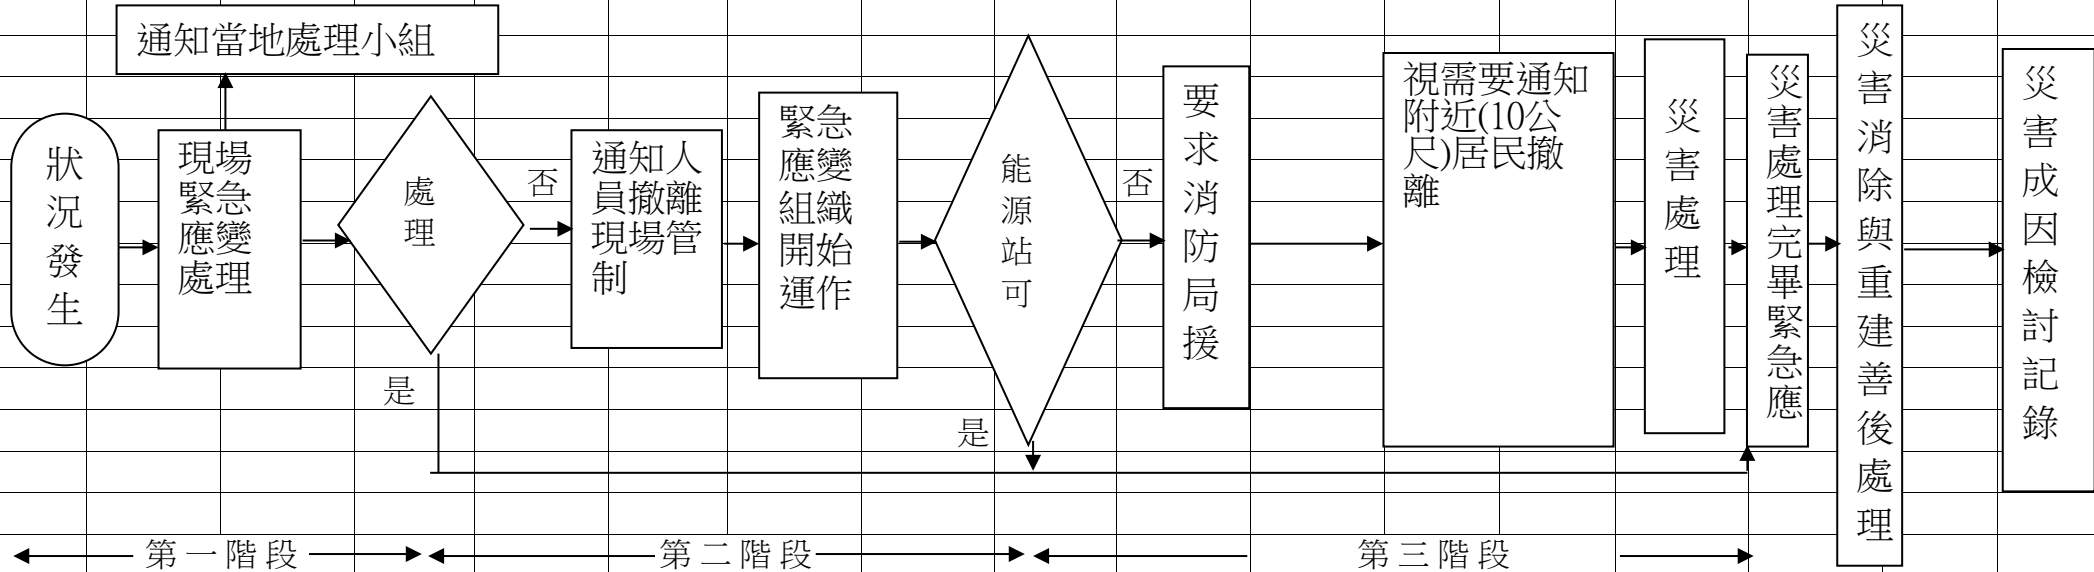 通知當地處理小組
狀況發生
現場
緊急
應變
處理
處理
否
是
通知人
員撤離
現場管
制
緊急
應變
組織
開始
運作
能源站可
否
是
要求消防局援
視需要通知
附近(10公
尺)居民撤
離
災害處理
災害處理完畢緊急應
災害消除與重建善後處理
災害成因檢討記錄
第一階段
第二階段
第三階段